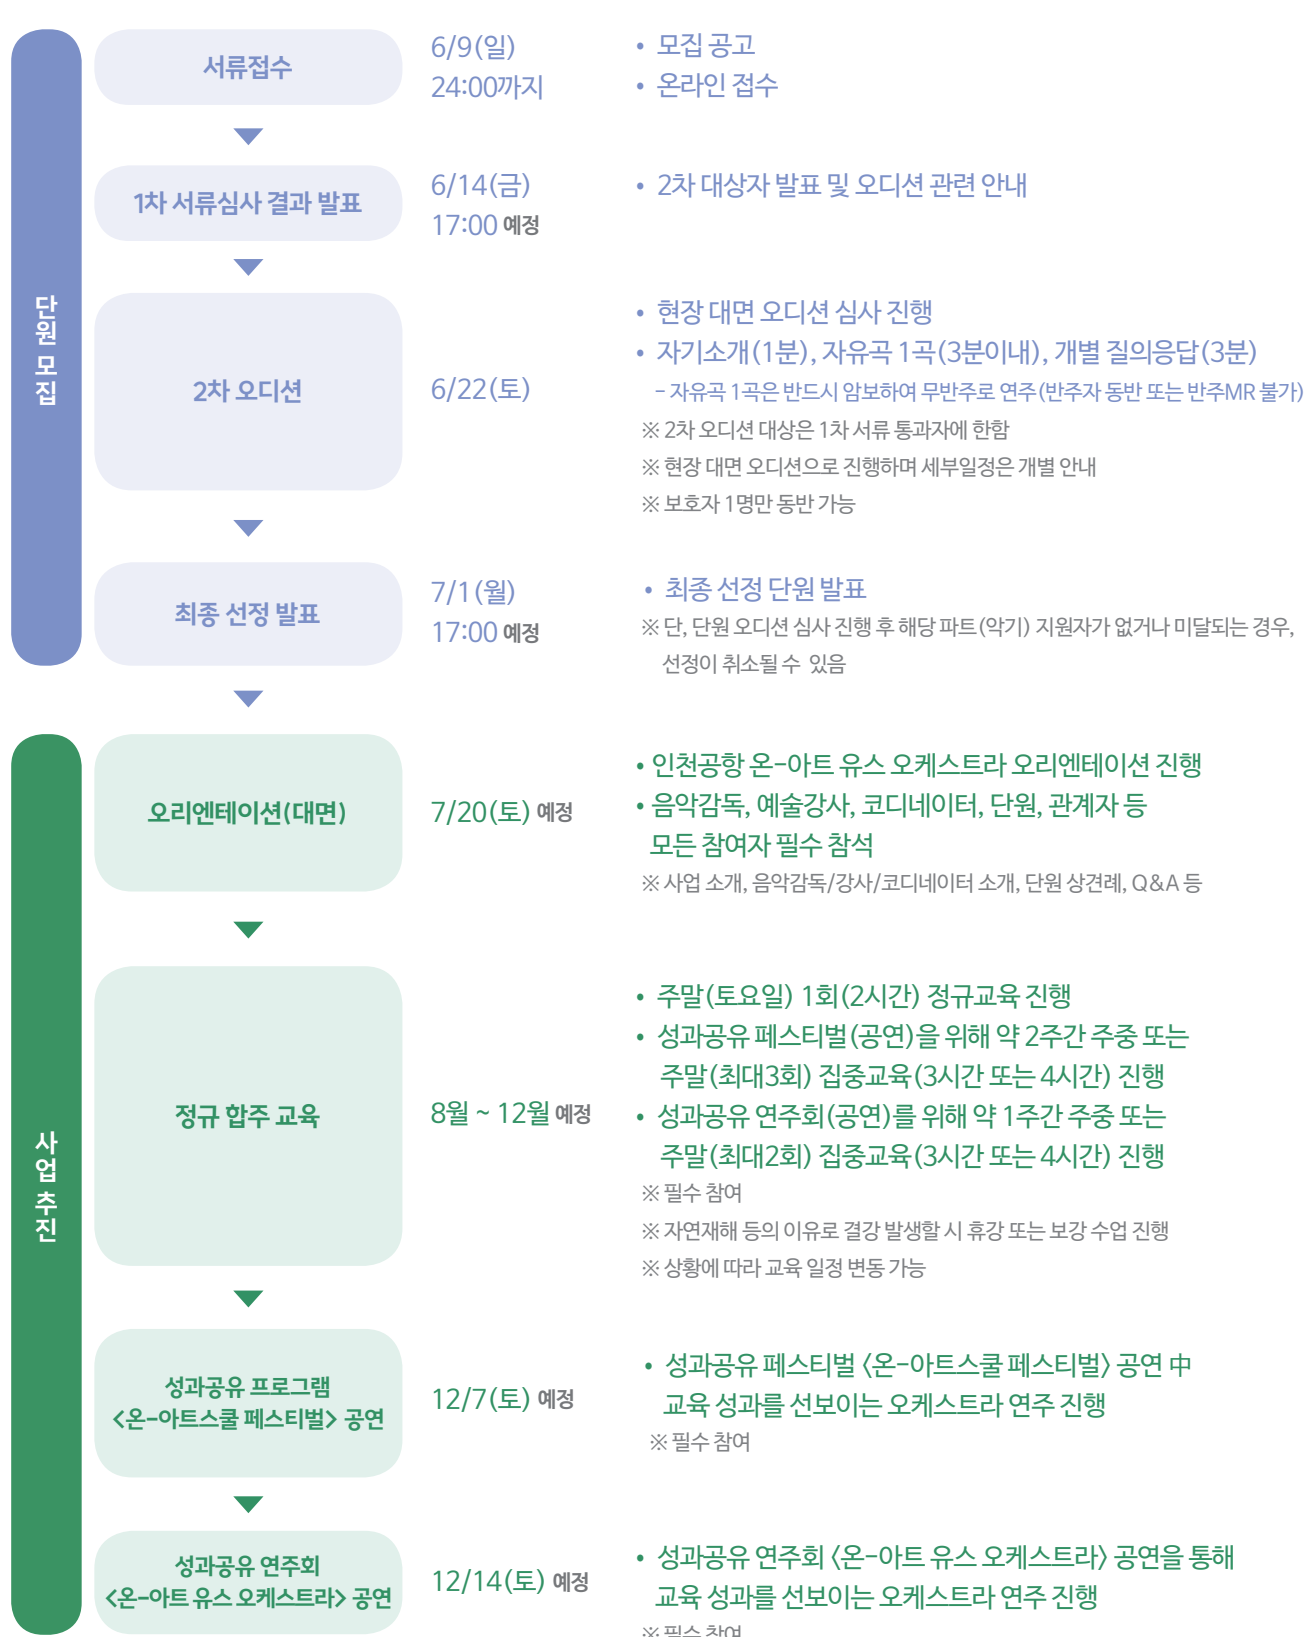 단원 모집
서류접수
6/9(일)
24:00까지
• 모집 공고
• 온라인 접수
1차 서류심사 결과 발표
6/14(금)
17:00 예정
• 2차 대상자 발표 및 오디션 관련 안내
2차 오디션
6/22(토)
• 현장 대면 오디션 심사 진행
• 자기소개(1분), 자유곡 1곡(3분이내), 개별 질의응답(3분)
- 자유곡 1곡은 반드시 암보하여 무반주로 연주(반주자 동반 또는 반주MR 불가)
※ 2차 오디션 대상은 1차 서류 통과자에 한함
※ 현장 대면 오디션으로 진행하며 세부일정은 개별 안내
※ 보호자 1명만 동반 가능
최종 선정 발표
7/1(월)
17:00 예정
• 최종 선정 단원 발표
※ 단, 단원 오디션 심사 진행 후 해당 파트(악기) 지원자가 없거나 미달되는 경우,
선정이 취소될 수 있음
사업 추진
오리엔테이션(대면)
7/20(토) 예정
• 인천공항 온-아트 유스 오케스트라 오리엔테이션 진행
• 음악감독, 예술강사, 코디네이터, 단원, 관계자 등
모든 참여자 필수 참석
※ 사업 소개, 음악감독/강사/코디네이터 소개, 단원 상견례, Q&A 등
정규 합주 교육
8월 ~ 12월 예정
• 주말(토요일) 1회(2시간) 정규교육 진행
• 성과공유 페스티벌(공연)을 위해 약 2주간 주중 또는
주말(최대3회) 집중교육(3시간 또는 4시간) 진행
• 성과공유 연주회(공연)를 위해 약 1주간 주중 또는
주말(최대2회) 집중교육(3시간 또는 4시간) 진행
※ 필수 참여
※ 자연재해 등의 이유로 결강 발생할 시 휴강 또는 보강 수업 진행
※ 상황에 따라 교육 일정 변동 가능
성과공유 프로그램
<온-아트스쿨 페스티벌> 공연
12/7(토) 예정
• 성과공유 페스티벌 〈온-아트스쿨 페스티벌〉 공연 中
교육 성과를 선보이는 오케스트라 연주 진행
※ 필수 참여
성과공유 연주회
<온-아트 유스 오케스트라> 공연
12/14(토) 예정
• 성과공유 연주회 〈온-아트 유스 오케스트라〉 공연을 통해
교육 성과를 선보이는 오케스트라 연주 진행
※ 필수 참여